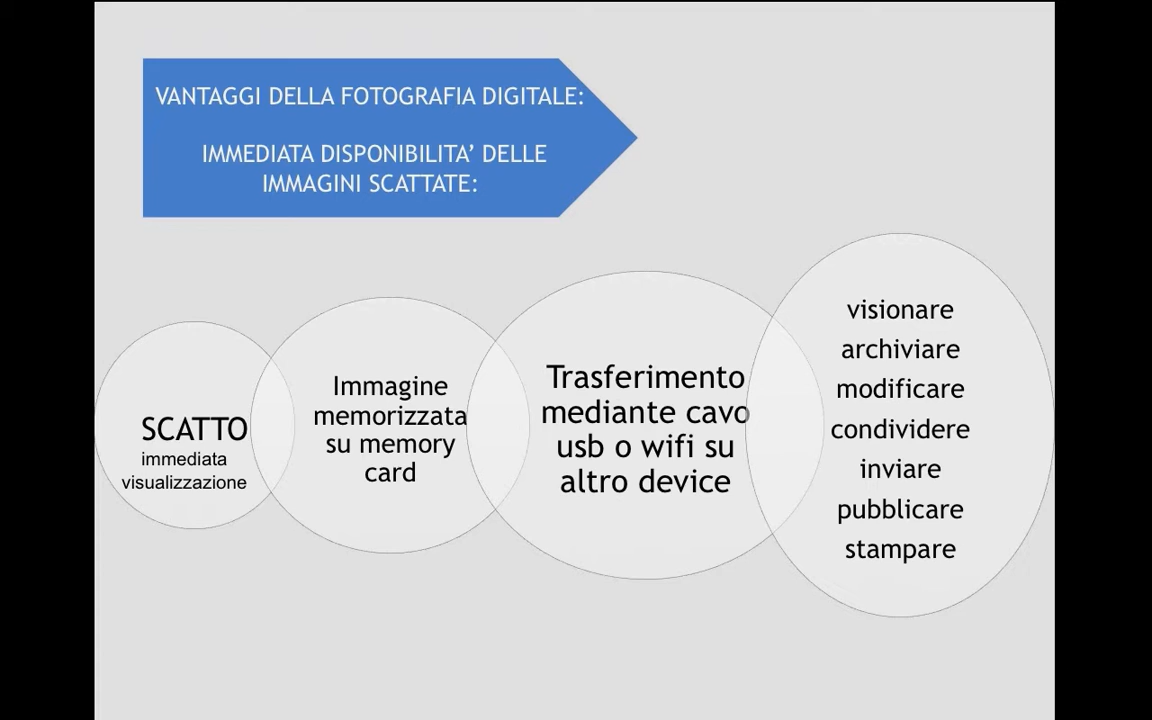 VANTAGGI DELLA FOTOGRAFIA DIGITALE:
IMMEDIATA DISPONIBILITA’ DELLE
IMMAGINI SCATTATE:
SCATTO
immediata
visualizzazione
Immagine
memorizzata
su memory
card
Trasferimento
mediante cavo
usb o wifi su
altro device
visionare
archiviare
modificare
condividere
inviare
pubblicare
stampare